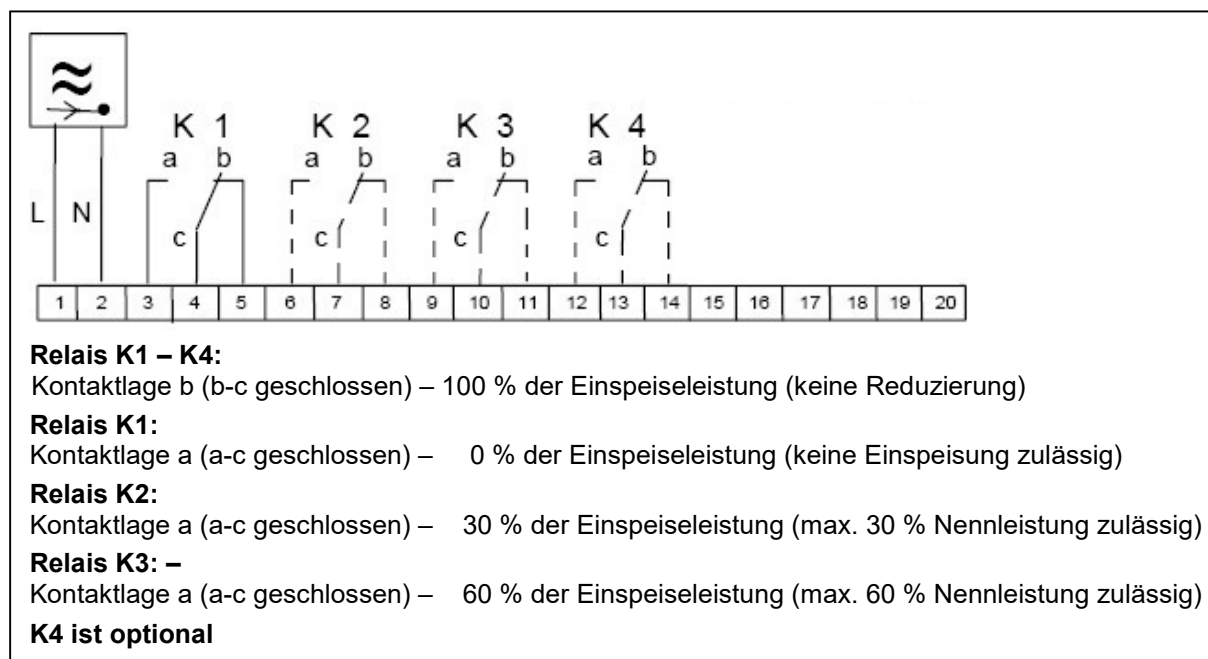 K 1 K 2 K 3 K 4
a b a b a b a b
L N
c c c c
1 2 3 4 5 6 7 8 9 10 11 12 13 14 15 16 17 18 19 20
Relais K1 – K4:
Kontaktlage b (b-c geschlossen) – 100 % der Einspeiseleistung (keine Reduzierung)
Relais K1:
Kontaktlage a (a-c geschlossen) – 0 % der Einspeiseleistung (keine Einspeisung zulässig)
Relais K2:
Kontaktlage a (a-c geschlossen) – 30 % der Einspeiseleistung (max. 30 % Nennleistung zulässig)
Relais K3: –
Kontaktlage a (a-c geschlossen) – 60 % der Einspeiseleistung (max. 60 % Nennleistung zulässig)
K4 ist optional